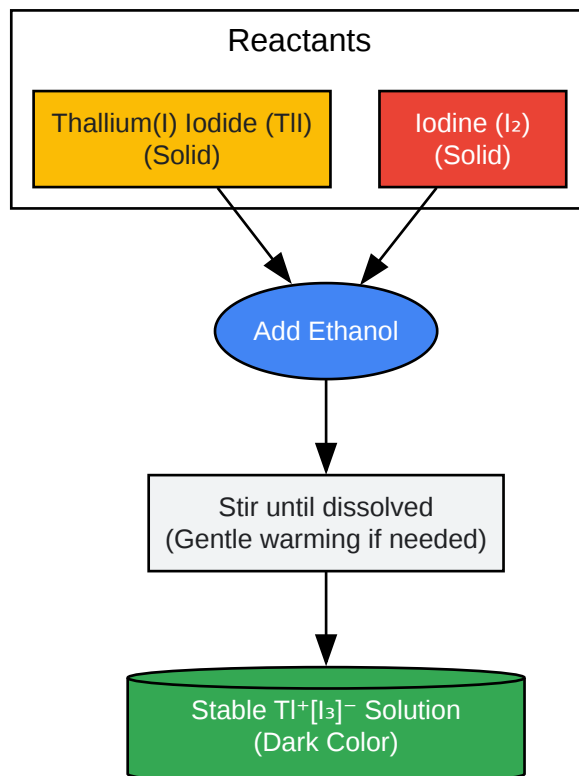 Reactants
Thallium(I) Iodide (TlI)
(Solid)
Iodine (I₂)
(Solid)
Add Ethanol
Stir until dissolved
(Gentle warming if needed)
Stable Tl⁺[I₃]⁻ Solution
(Dark Color)